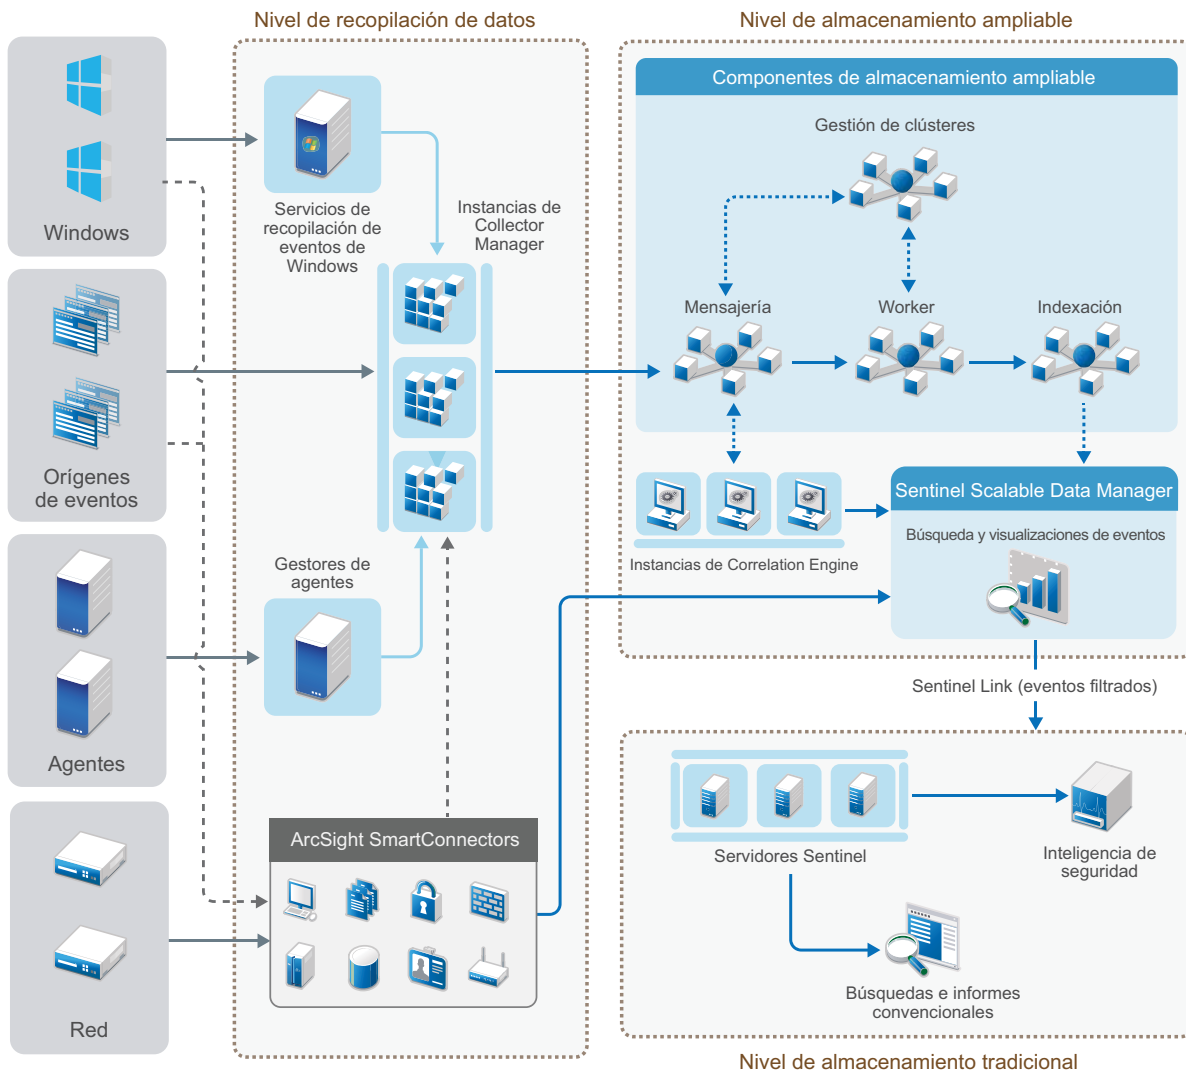 Nivel de recopilación de datos
Nivel de almacenamiento ampliable
Windows
Orígenes
de eventos
Agentes
Red
Servicios de
recopilación de
eventos de
Windows
Instancias de
Collector
Manager
Gestores de
agentes
ArcSight SmartConnectors
Componentes de almacenamiento ampliable
Gestión de clústeres
Mensajería
Worker
Indexación
Instancias de Correlation Engine
Sentinel Scalable Data Manager
Búsqueda y visualizaciones de eventos
Sentinel Link (eventos filtrados)
Servidores Sentinel
Inteligencia de
seguridad
Búsquedas e informes
convencionales
Nivel de almacenamiento tradicional